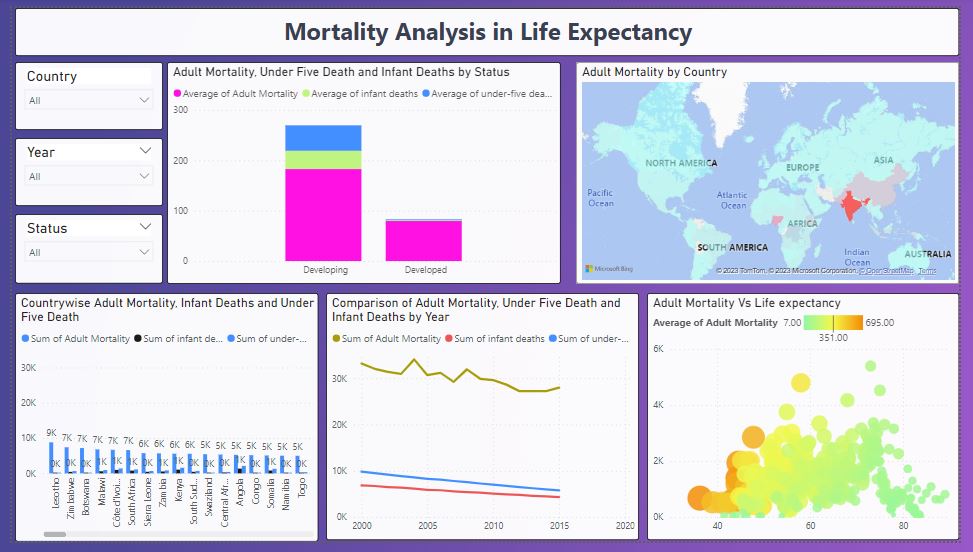 Mortality Analysis in Life Expectancy
Country
All
Year
All
Status
All
Adult Mortality, Under Five Death and Infant Deaths by Status
Average of Adult Mortality Average of infant deaths Average of under-five dea...
300
200
100
0
Developing Developed
Adult Mortality by Country
NORTH AMERICA
EUROPE
ASIA
Pacific
Ocean
Atlantic
Ocean
AFRICA
SOUTH AMERICA
Indian
Ocean
AUSTRALIA
Microsoft Bing
© 2023 TomTom, © 2023 Microsoft Corporation, © OpenStreetMap Terms
Countrywise Adult Mortality, Infant Deaths and Under
Five Death
Sum of Adult Mortality Sum of infant de... Sum of under-...
30K
20K
10K
0K
9K 7K 7K 7K 7K 7K 6K 6K 6K 6K 5K 5K 5K 5K 5K 5K 5K
0K 0K 0K 0K 0K 0K 0K 0K 0K 0K 0K 0K 0K 0K 0K 0K
Lesotho
Zimbabwe
Botswana
Malawi
Côte d'Ivoi...
South Africa
Sierra Leone
Zambia
Kenya
South Sud...
Swaziland
Central Afri...
Angola
Congo
Somalia
Namibia
Togo
Comparison of Adult Mortality, Under Five Death and
Infant Deaths by Year
Sum of Adult Mortality Sum of infant deaths Sum of under-...
30K
20K
10K
0K
2000 2005 2010 2015 2020
Adult Mortality Vs Life expectancy
Average of Adult Mortality 7.00 695.00
351.00
6K
4K
2K
0K
40 60 80